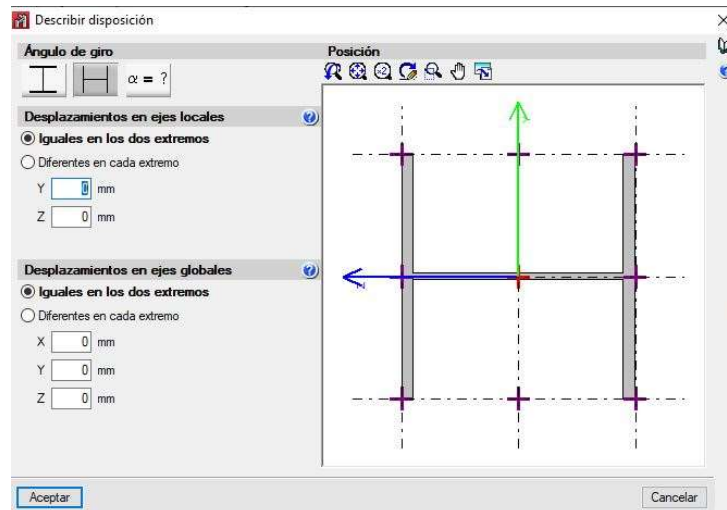 Describir disposición
Ángulo de giro
α = ?
Desplazamientos en ejes locales
Iguales en los dos extremos
Diferentes en cada extremo
Y 0 mm
Z 0 mm
Desplazamientos en ejes globales
Iguales en los dos extremos
Diferentes en cada extremo
X 0 mm
Y 0 mm
Z 0 mm
Posición
x2
Y
Z
Aceptar
Cancelar